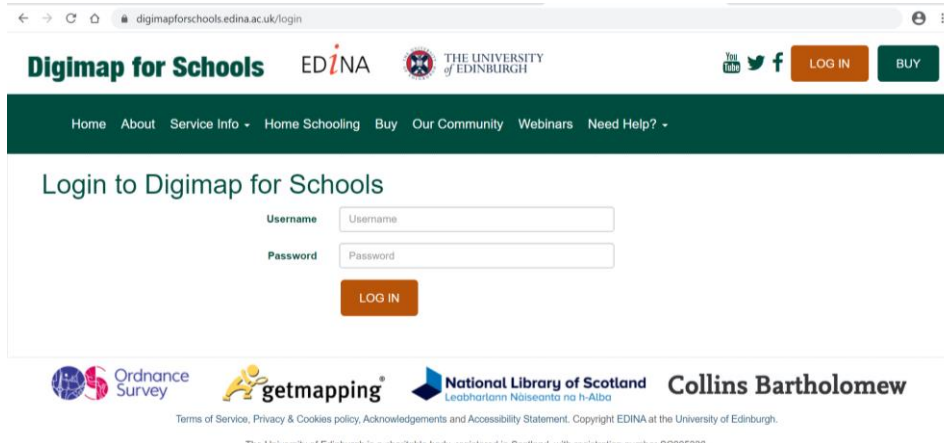 digimapforschools.edina.ac.uk/login
Digimap for Schools EDiNA THE UNIVERSITY of EDINBURGH You Tube LOG IN BUY
Home About Service Info Home Schooling Buy Our Community Webinars Need Help?
Login to Digimap for Schools
Username Username
Password Password
LOG IN
Ordnance Survey getmapping® National Library of Scotland Leabharlann Nàiseanta na h-Alba Collins Bartholomew
Terms of Service, Privacy & Cookies policy, Acknowledgements and Accessibility Statement. Copyright EDINA at the University of Edinburgh.